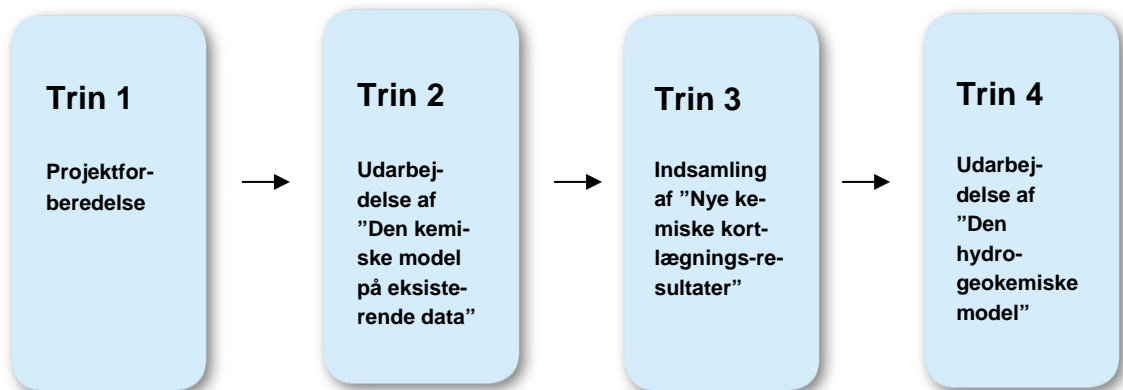 Trin 1
Projektfor-
beredelse
Trin 2
Udarbej-
delse af
”Den kemi-
ske model
på eksiste-
rende data”
Trin 3
Indsamling
af ”Nye ke-
miske kort-
lægnings-re-
sultater”
Trin 4
Udarbej-
delse af
”Den
hydro-
geokemiske
model”